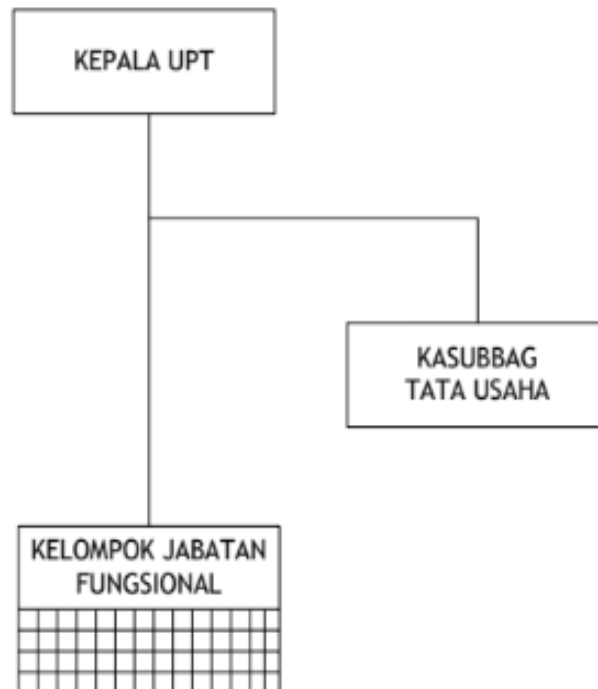 KEPALA UPT
KASUBBAG
TATA USAHA
KELOMPOK JABATAN
FUNGSIONAL